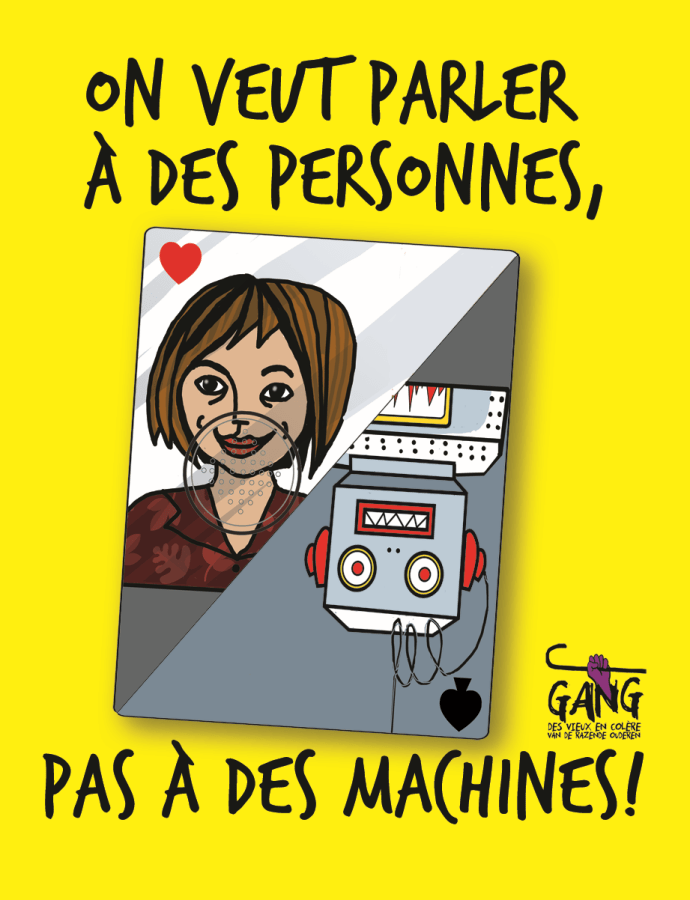 ON VEUT PARLER
À DES PERSONNES,
GANG
DES VIEUX EN COLÈRE
VAN DE RAZENDE OUDEREN
PAS À DES MACHINES!